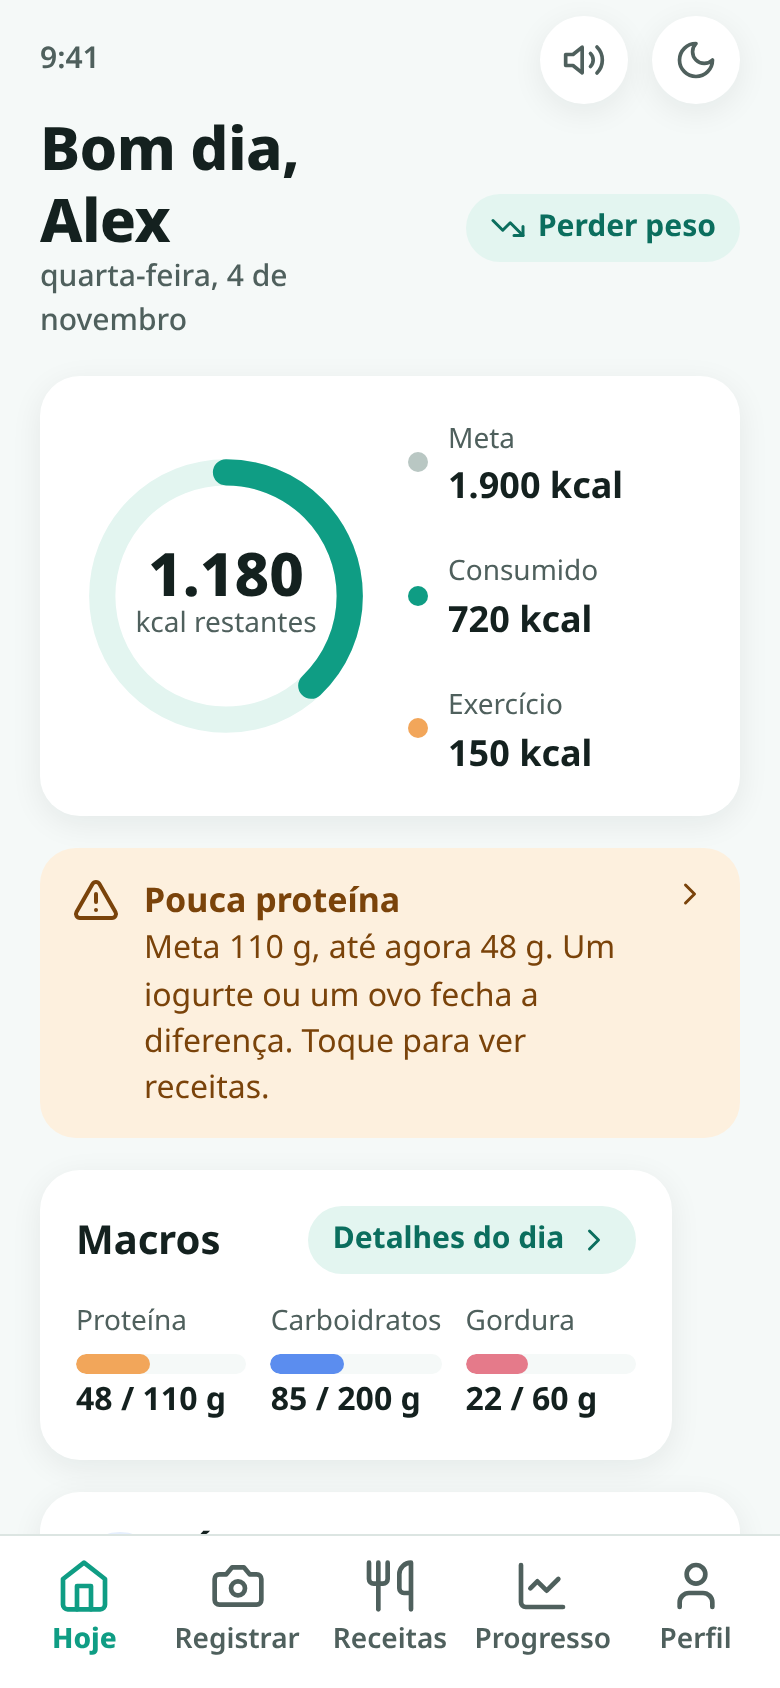 9:41
Bom dia,
Alex
Perder peso
quarta-feira, 4 de
novembro
Meta
1.900 kcal
1.180
kcal restantes
Consumido
720 kcal
Exercício
150 kcal
Pouca proteína
Meta 110 g, até agora 48 g. Um
iogurte ou um ovo fecha a
diferença. Toque para ver
receitas.
Macros
Detalhes do dia
Proteína
Carboidratos
Gordura
48 / 110 g
85 / 200 g
22 / 60 g
Hoje
Registrar
Receitas
Progresso
Perfil